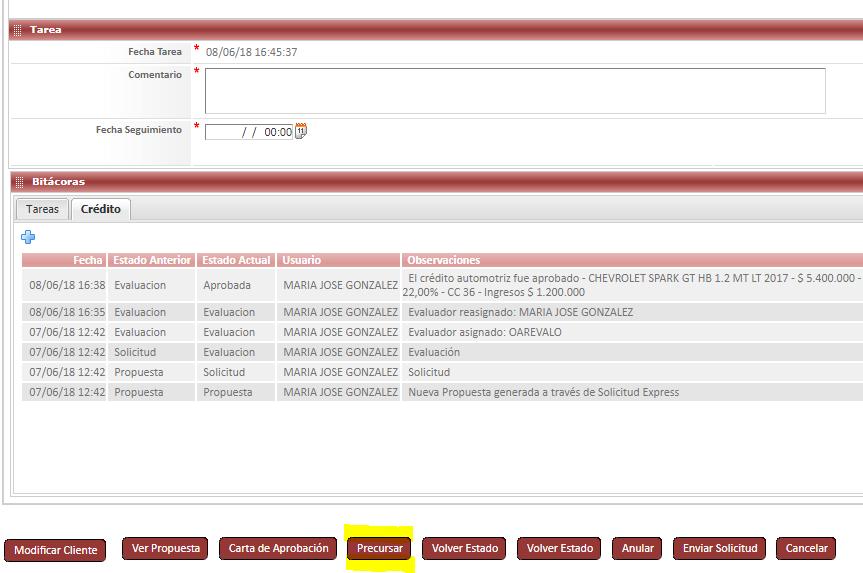 Tarea
Fecha Tarea * 08/06/18 16:45:37
Comentario *
Fecha Seguimiento * / / 00:00 11
Bitácoras
Tareas Crédito
Fecha Estado Anterior Estado Actual Usuario Observaciones
08/06/18 16:38 Evaluacion Aprobada MARIA JOSE GONZALEZ El crédito automotriz fue aprobado - CHEVROLET SPARK GT HB 1.2 MT LT 2017 - $ 5.400.000 -
22,00% - CC 36 - Ingresos $ 1.200.000
08/06/18 16:35 Evaluacion Evaluacion MARIA JOSE GONZALEZ Evaluador reasignado: MARIA JOSE GONZALEZ
07/06/18 12:42 Evaluacion Evaluacion MARIA JOSE GONZALEZ Evaluador asignado: OAREVALO
07/06/18 12:42 Solicitud Evaluacion MARIA JOSE GONZALEZ Evaluación
07/06/18 12:42 Propuesta Solicitud MARIA JOSE GONZALEZ Solicitud
07/06/18 12:42 Propuesta Propuesta MARIA JOSE GONZALEZ Nueva Propuesta generada a través de Solicitud Express
Modificar Cliente Ver Propuesta Carta de Aprobación Precursar Volver Estado Volver Estado Anular Enviar Solicitud Cancelar